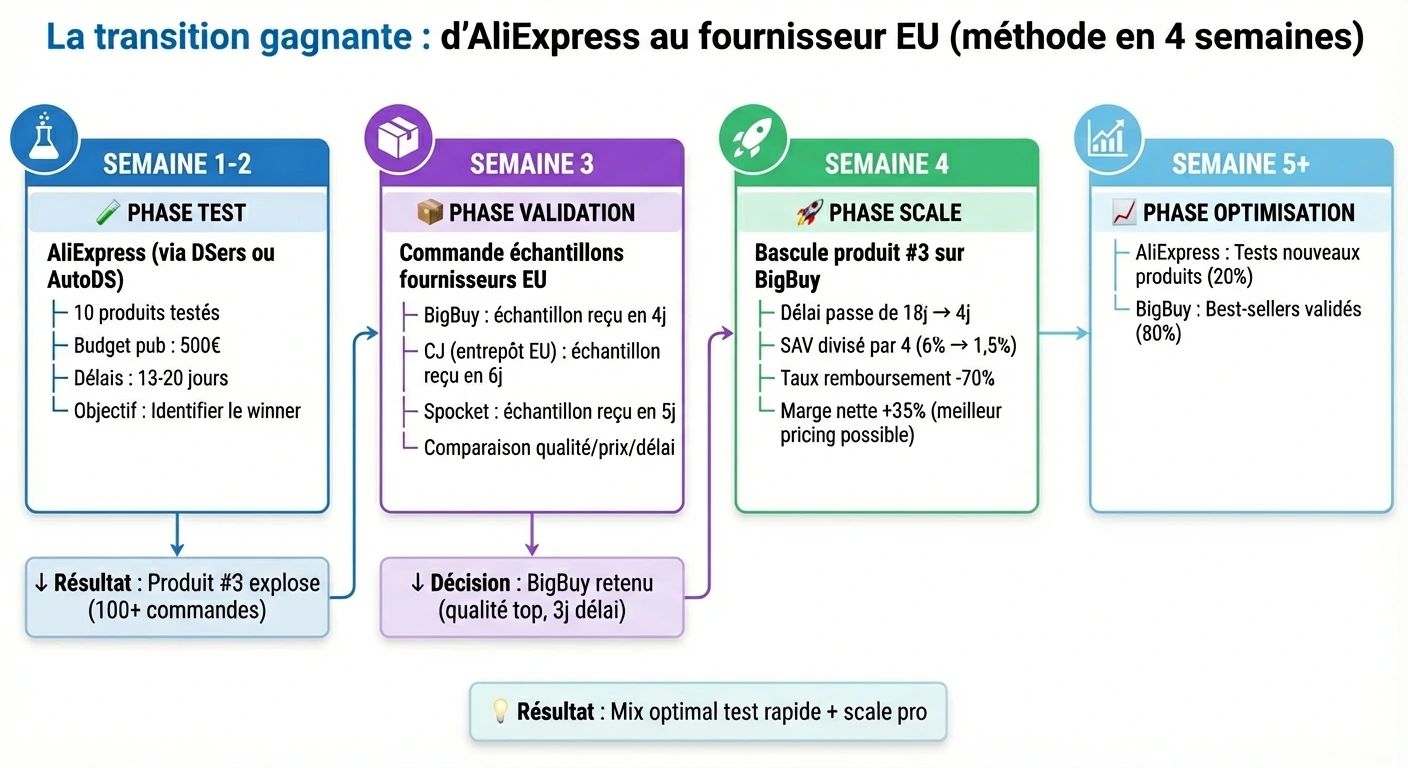 La transition gagnante : d’AliExpress au fournisseur EU (méthode en 4 semaines)
SEMAINE 1-2
PHASE TEST
AliExpress (via DSers ou
AutoDS)
10 produits testés
Budget pub : 500€
Délais : 13-20 jours
Objectif : Identifier le winner
↓ Résultat : Produit #3 explose
(100+ commandes)
SEMAINE 3
PHASE VALIDATION
Commande échantillons
fournisseurs EU
BigBuy : échantillon reçu en 4j
CJ (entrepôt EU) : échantillon
reçu en 6j
Spocket : échantillon reçu en 5j
Comparaison qualité/prix/délai
↓ Décision : BigBuy retenu
(qualité top, 3j délai)
SEMAINE 4
PHASE SCALE
Bascule produit #3 sur
BigBuy
Délai passe de 18j → 4j
SAV divisé par 4 (6% → 1,5%)
Taux remboursement -70%
Marge nette +35% (meilleur
pricing possible)
SEMAINE 5+
PHASE OPTIMISATION
AliExpress : Tests nouveaux
produits (20%)
BigBuy : Best-sellers validés
(80%)
Résultat : Mix optimal test rapide + scale pro